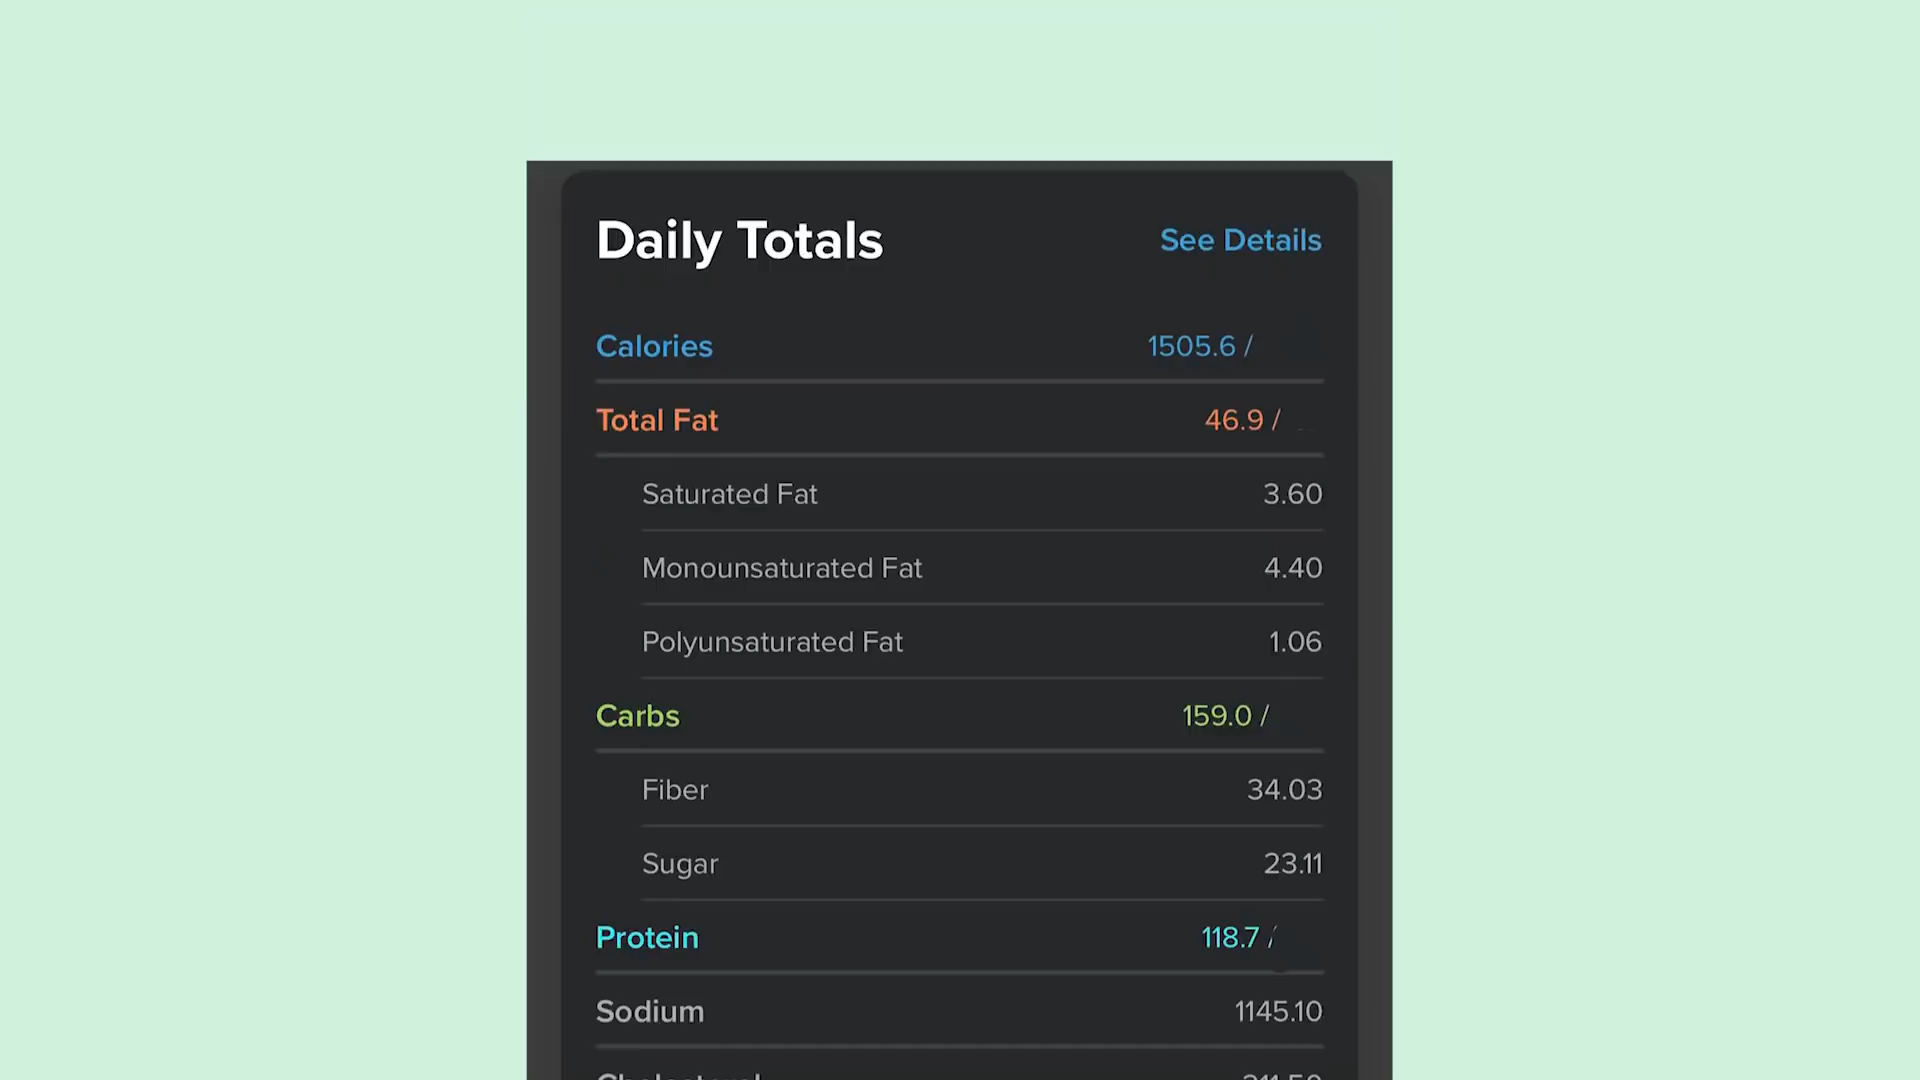 Daily Totals See Details
Calories 1505.6 /
Total Fat 46.9 /
Saturated Fat 3.60
Monounsaturated Fat 4.40
Polyunsaturated Fat 1.06
Carbs 159.0 /
Fiber 34.03
Sugar 23.11
Protein 118.7 /
Sodium 1145.10